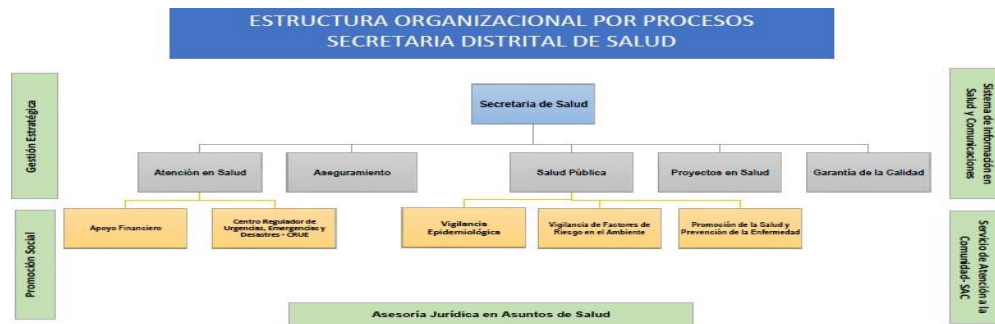 ESTRUCTURA ORGANIZACIONAL POR PROCESOS
SECRETARIA DISTRITAL DE SALUD
Gestión Estratégica
Sistema de Información en
Salud y Comunicaciones
Secretaria de Salud
Atención en Salud
Aseguramiento
Salud Pública
Proyectos en Salud
Garantía de la Calidad
Promoción Social
Apoyo Financiero
Centro Regulador de
Urgencias, Emergencias y
Desastres - CRUE
Vigilancia
Epidemiológica
Vigilancia de Factores de
Riesgo en el Ambiente
Promoción de la Salud y
Prevención de la Enfermedad
Servicio de Atención a la
Comunidad- SAC
Asesoría Jurídica en Asuntos de Salud